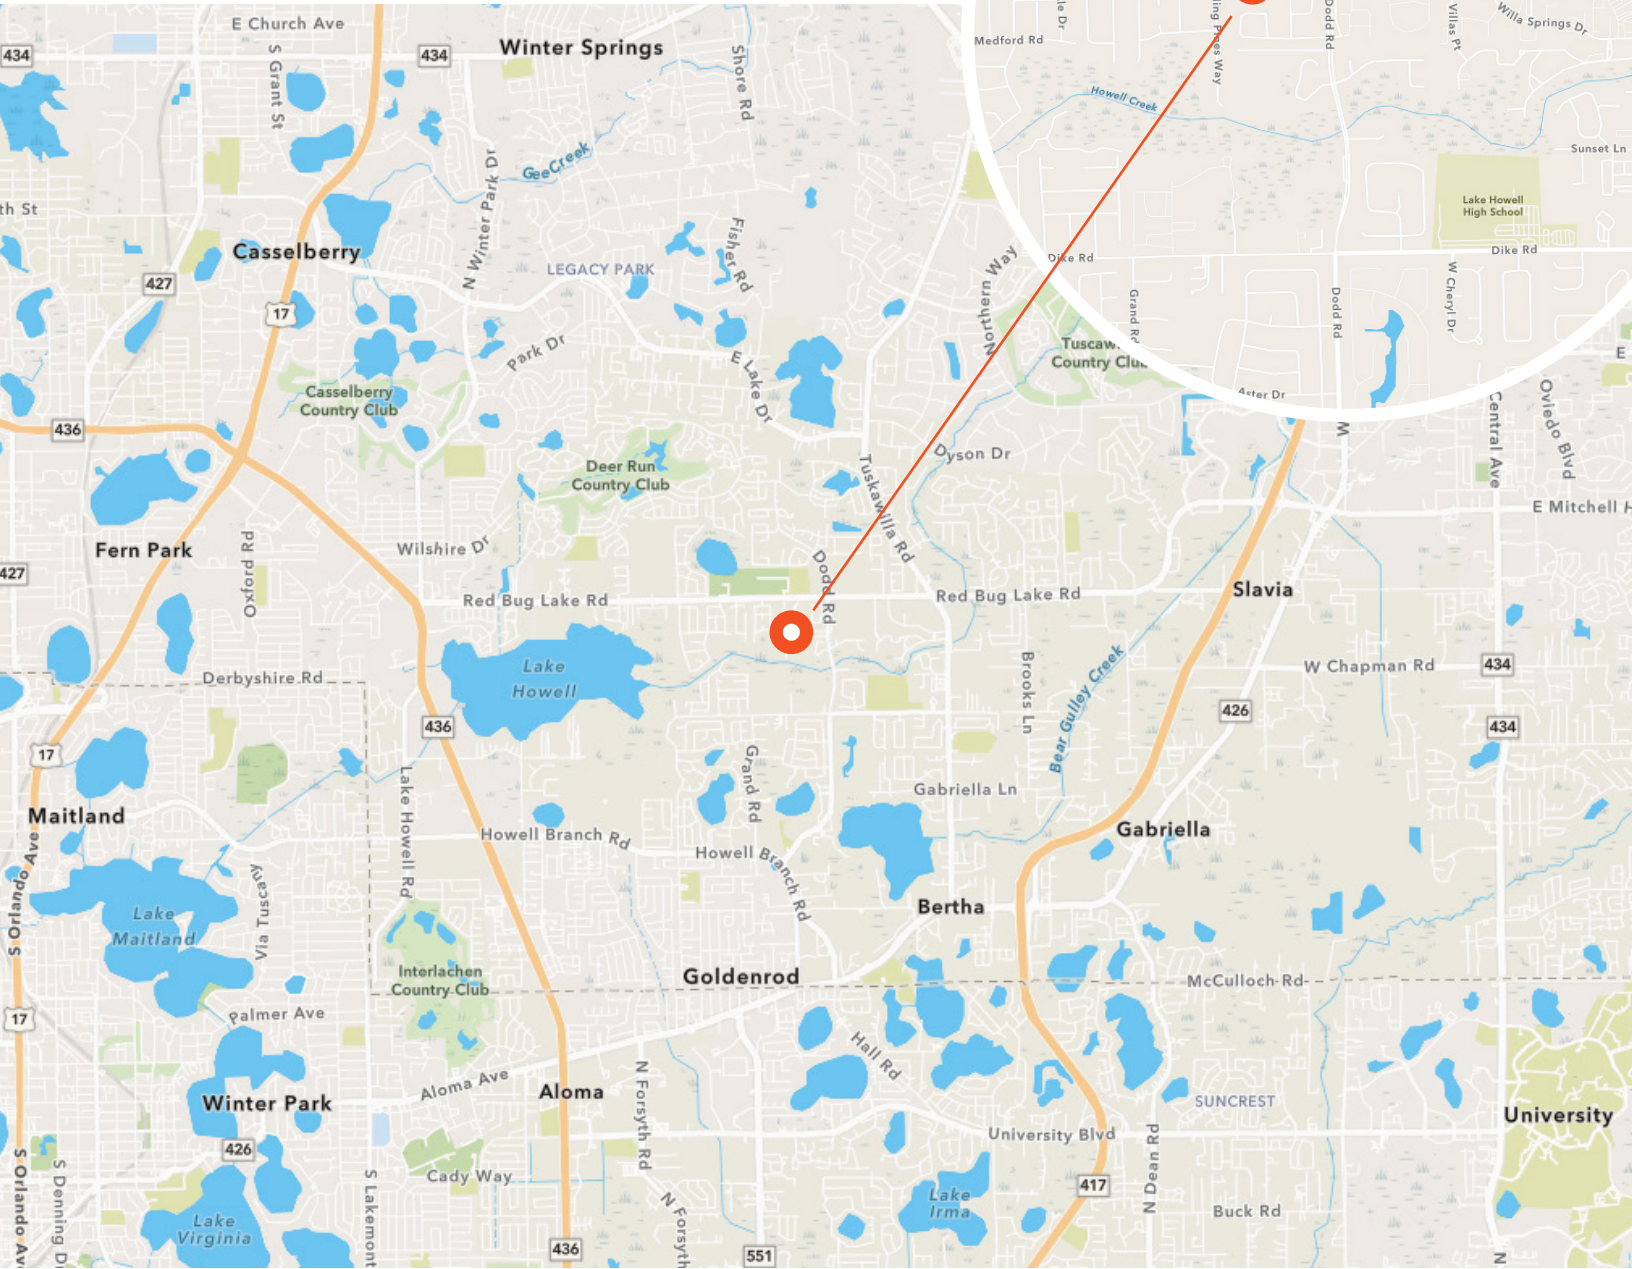 E Church Ave
434
434
Winter Springs
S Grant St
Shore Rd
Medford Rd
Dodd Rd
Villas Pt
Willa Springs Dr
Howell Creek
Sunset Ln
Lake Howell
High School
Dike Rd
Dike Rd
Grand Rd
Dodd Rd
W Cheryl Dr
Aster Dr
GeeCreek
N Winter Park Dr
th St
Casselberry
427
17
LEGACY PARK
Fisher Rd
Northern Way
Park Dr
E Lake Dr
Country Club
E
Casselberry
Country Club
436
Deer Run
Country Club
Tuskawilla Rd
Dyson Dr
Central Ave
Oviedo Blvd
E Mitchell H
Fern Park
427
Oxford Rd
Wilshire Dr
Red Bug Lake Rd
Dodd Rd
Red Bug Lake Rd
Slavia
Lake
Howell
Brooks Ln
Bear Gulley Creek
W Chapman Rd
434
Derbyshire Rd
436
426
434
17
Maitland
Lake Howell Rd
Grand Rd
Gabriella Ln
Gabriella
Howell Branch Rd
Howell Branch Rd
S Orlando Ave
Via Tuscany
Lake
Maitland
Bertha
Interlachen
Country Club
Goldenrod
McCulloch Rd
17
Palmer Ave
Hall Rd
Winter Park
Aloma Ave
Aloma
N Forsyth Rd
SUNCREST
University
University Blvd
426
S Orlando Av
S Denning D
S Lakemont
Cady Way
N Forsyth
Lake
Irma
417
N Dean Rd
Buck Rd
Lake
Virginia
436
551
N